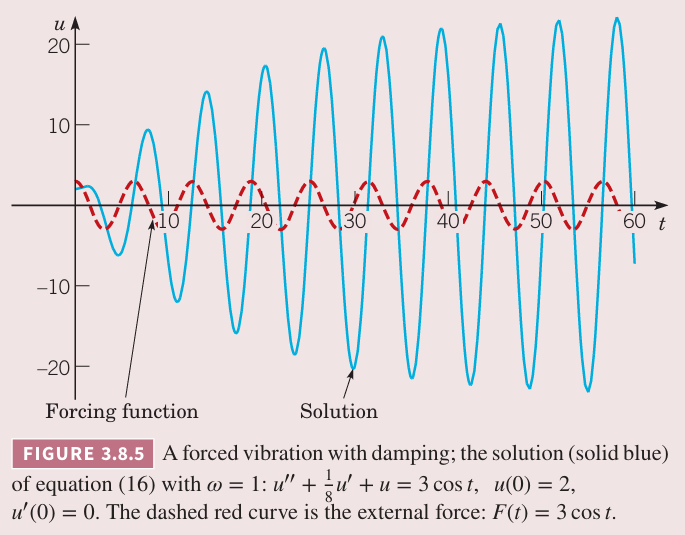 u
20
10
10 20 30 40 50 60 t
−10
−20
Forcing function Solution
FIGURE 3.8.5 A forced vibration with damping; the solution (solid blue)
of equation (16) with ω = 1: u″ + 1/8 u′ + u = 3 cos t, u(0) = 2,
u′(0) = 0. The dashed red curve is the external force: F(t) = 3 cos t.